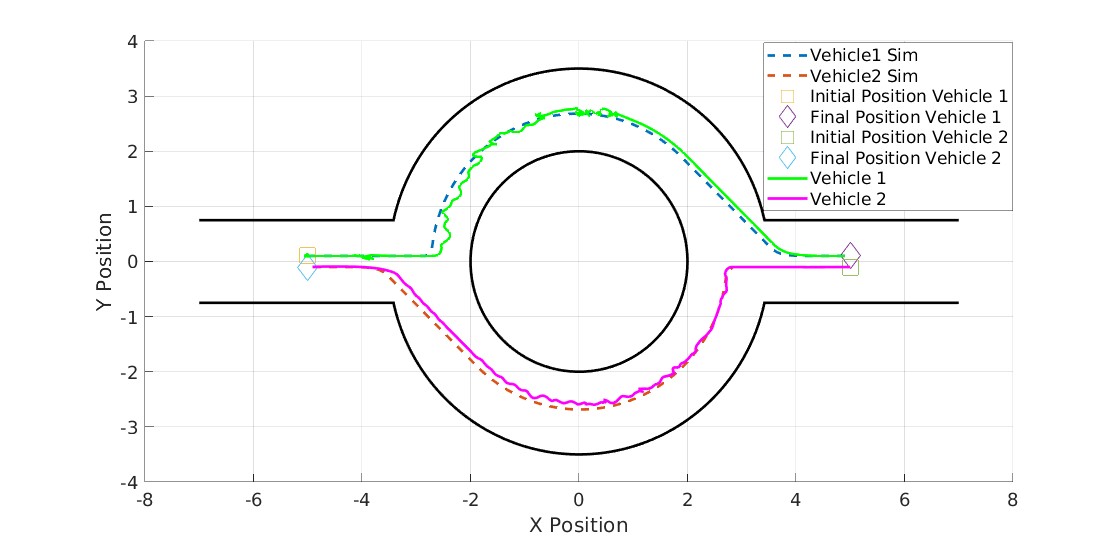 4
3
2
1
0
-1
-2
-3
-4
Y Position
Vehicle1 Sim
Vehicle2 Sim
Initial Position Vehicle 1
Final Position Vehicle 1
Initial Position Vehicle 2
Final Position Vehicle 2
Vehicle 1
Vehicle 2
-8 -6 -4 -2 0 2 4 6 8
X Position